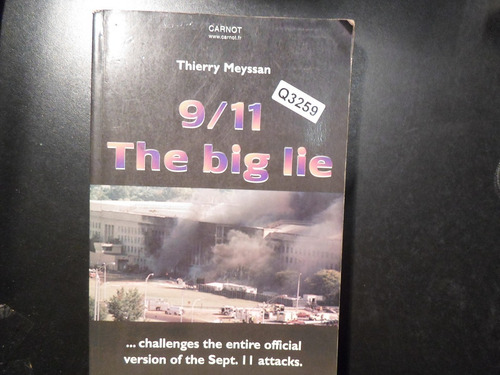 CARNOT
www.carnot.fr
Thierry Meyssan
Q3259
9/11
The big lie
... challenges the entire official
version of the Sept. 11 attacks.